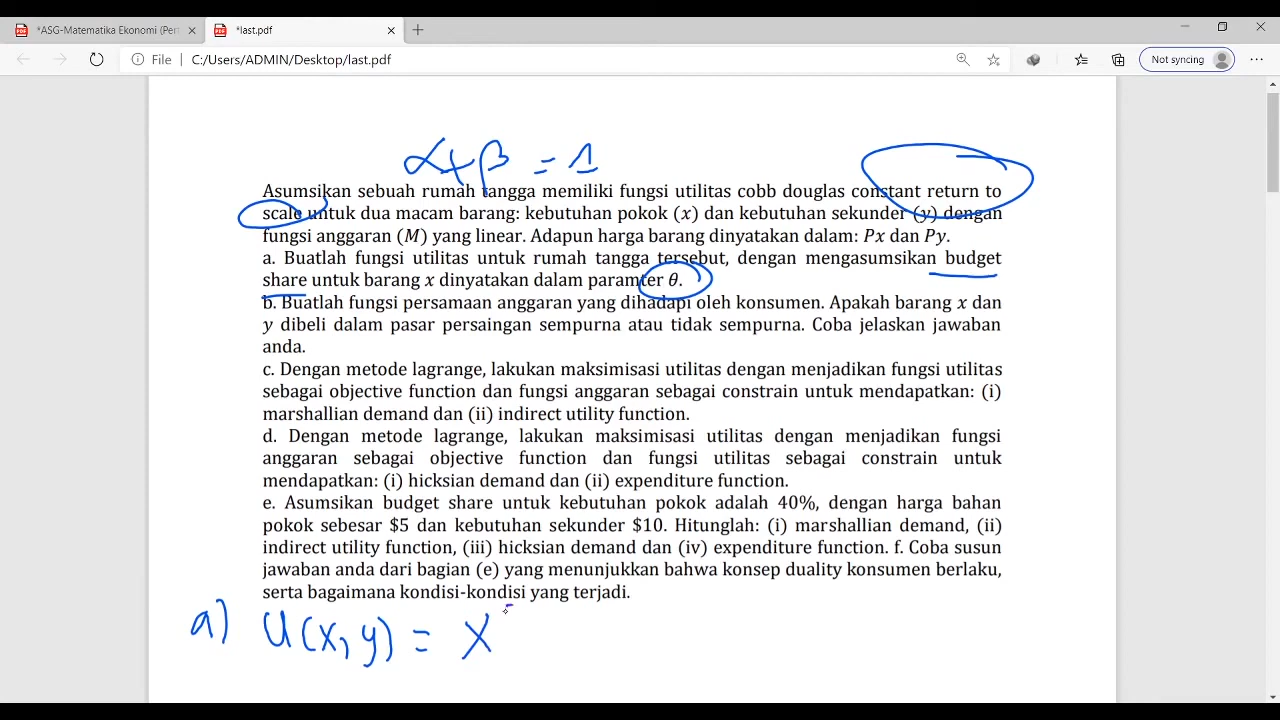 *ASG-Matematika Ekonomi (Pert
*last.pdf
File | C:/Users/ADMIN/Desktop/last.pdf
Not syncing
α+β = 1
Asumsikan sebuah rumah tangga memiliki fungsi utilitas cobb douglas constant return to
scale untuk dua macam barang: kebutuhan pokok (x) dan kebutuhan sekunder (y) dengan
fungsi anggaran (M) yang linear. Adapun harga barang dinyatakan dalam: Px dan Py.
a. Buatlah fungsi utilitas untuk rumah tangga tersebut, dengan mengasumsikan budget
share untuk barang x dinyatakan dalam paramter θ.
b. Buatlah fungsi persamaan anggaran yang dihadapi oleh konsumen. Apakah barang x dan
y dibeli dalam pasar persaingan sempurna atau tidak sempurna. Coba jelaskan jawaban
anda.
c. Dengan metode lagrange, lakukan maksimisasi utilitas dengan menjadikan fungsi utilitas
sebagai objective function dan fungsi anggaran sebagai constrain untuk mendapatkan: (i)
marshallian demand dan (ii) indirect utility function.
d. Dengan metode lagrange, lakukan maksimisasi utilitas dengan menjadikan fungsi
anggaran sebagai objective function dan fungsi utilitas sebagai constrain untuk
mendapatkan: (i) hicksian demand dan (ii) expenditure function.
e. Asumsikan budget share untuk kebutuhan pokok adalah 40%, dengan harga bahan
pokok sebesar $5 dan kebutuhan sekunder $10. Hitunglah: (i) marshallian demand, (ii)
indirect utility function, (iii) hicksian demand dan (iv) expenditure function. f. Coba susun
jawaban anda dari bagian (e) yang menunjukkan bahwa konsep duality konsumen berlaku,
serta bagaimana kondisi-kondisi yang terjadi.
a) U(x,y) = X